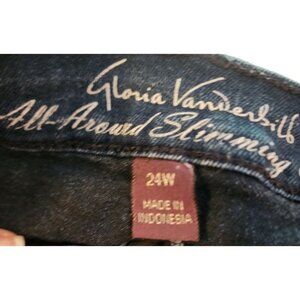 Gloria Vanderbilt
All-Around Slimming
24W
MADE IN
INDONESIA